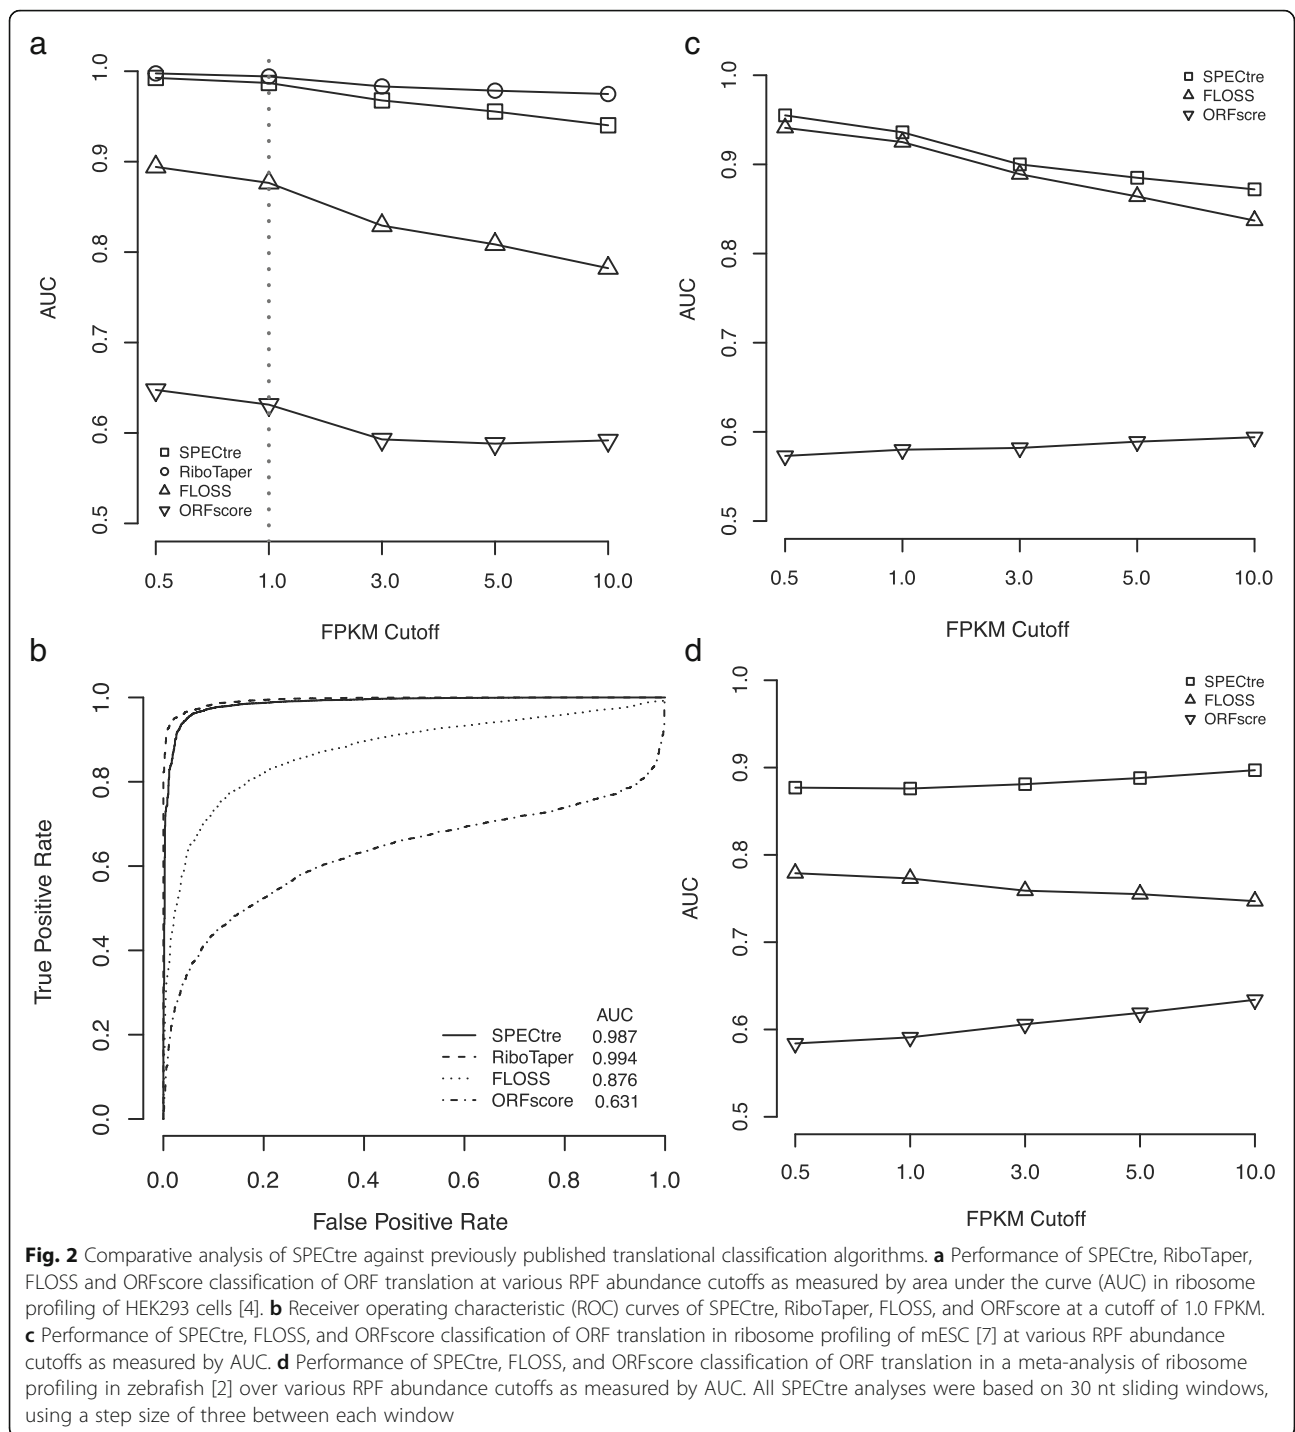 a
1.0
0.9
0.8
0.7
0.6
0.5
AUC
SPECtre
RiboTaper
FLOSS
ORFscore
0.5 1.0 3.0 5.0 10.0
FPKM Cutoff
c
1.0
0.9
0.8
0.7
0.6
0.5
AUC
SPECtre
FLOSS
ORFscre
0.5 1.0 3.0 5.0 10.0
FPKM Cutoff
b
1.0
0.8
0.6
0.4
0.2
0.0
True Positive Rate
AUC
SPECtre 0.987
RiboTaper 0.994
FLOSS 0.876
ORFscore 0.631
0.0 0.2 0.4 0.6 0.8 1.0
False Positive Rate
d
1.0
0.9
0.8
0.7
0.6
0.5
AUC
SPECtre
FLOSS
ORFscre
0.5 1.0 3.0 5.0 10.0
FPKM Cutoff
Fig. 2 Comparative analysis of SPECtre against previously published translational classification algorithms. a Performance of SPECtre, RiboTaper,
FLOSS and ORFscore classification of ORF translation at various RPF abundance cutoffs as measured by area under the curve (AUC) in ribosome
profiling of HEK293 cells [4]. b Receiver operating characteristic (ROC) curves of SPECtre, RiboTaper, FLOSS, and ORFscore at a cutoff of 1.0 FPKM.
c Performance of SPECtre, FLOSS, and ORFscore classification of ORF translation in ribosome profiling of mESC [7] at various RPF abundance
cutoffs as measured by AUC. d Performance of SPECtre, FLOSS, and ORFscore classification of ORF translation in a meta-analysis of ribosome
profiling in zebrafish [2] over various RPF abundance cutoffs as measured by AUC. All SPECtre analyses were based on 30 nt sliding windows,
using a step size of three between each window